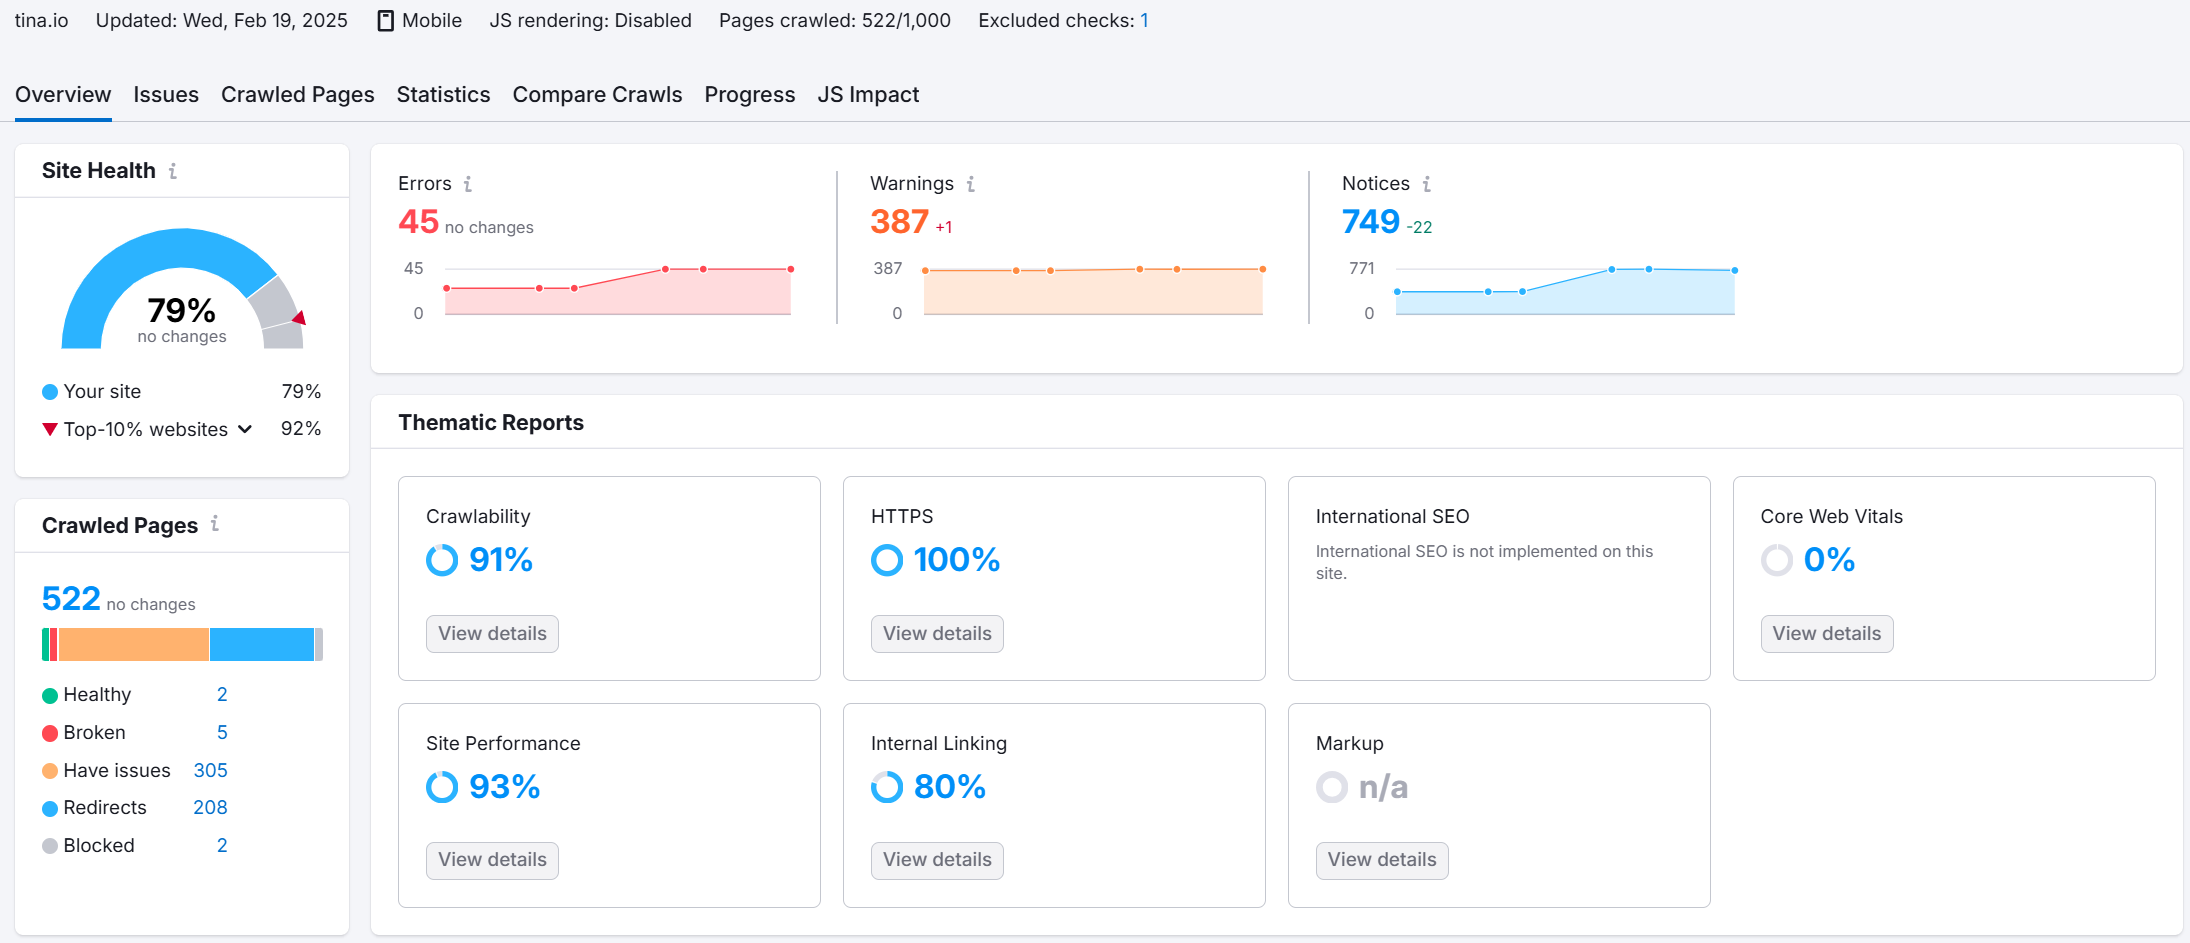 tina.io Updated: Wed, Feb 19, 2025 Mobile JS rendering: Disabled Pages crawled: 522/1,000 Excluded checks: 1
Overview Issues Crawled Pages Statistics Compare Crawls Progress JS Impact
Site Health i
79%
no changes
Your site 79%
Top-10% websites 92%
Crawled Pages i
522 no changes
Healthy 2
Broken 5
Have issues 305
Redirects 208
Blocked 2
Errors i
45 no changes
45
0
Warnings i
387 +1
387
0
Notices i
749 -22
771
0
Thematic Reports
Crawlability
91%
View details
HTTPS
100%
View details
International SEO
International SEO is not implemented on this
site.
Core Web Vitals
0%
View details
Site Performance
93%
View details
Internal Linking
80%
View details
Markup
n/a
View details